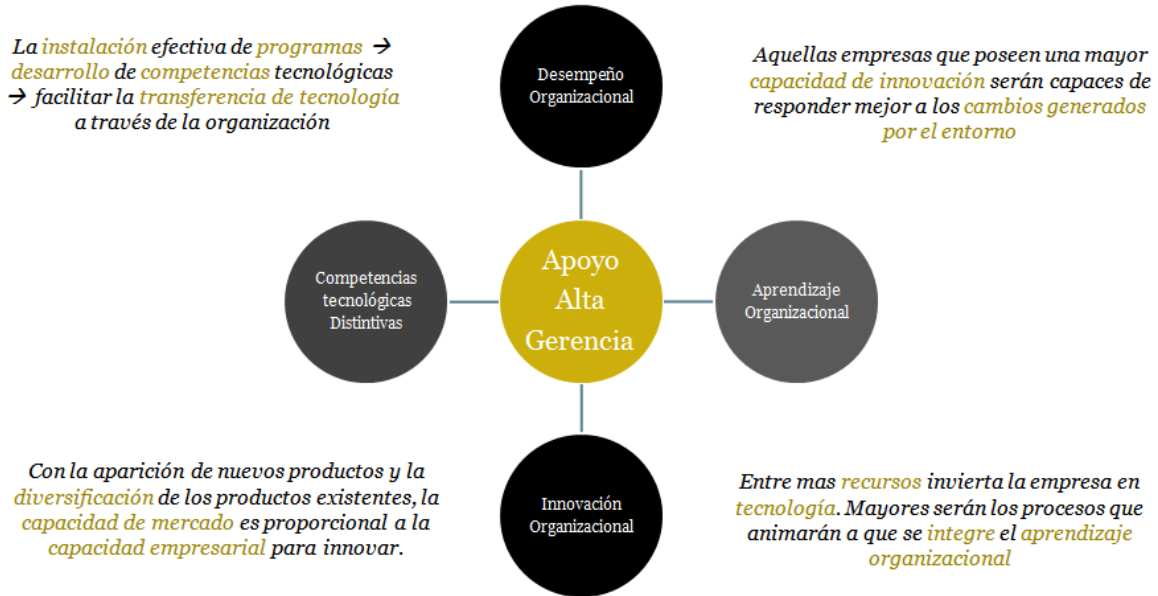 La instalación efectiva de programas →
desarrollo de competencias tecnológicas
→ facilitar la transferencia de tecnología
a través de la organización
Desempeño
Organizacional
Aquellas empresas que poseen una mayor
capacidad de innovación serán capaces de
responder mejor a los cambios generados
por el entorno
Competencias
tecnológicas
Distintivas
Apoyo
Alta
Gerencia
Aprendizaje
Organizacional
Con la aparición de nuevos productos y la
diversificación de los productos existentes, la
capacidad de mercado es proporcional a la
capacidad empresarial para innovar.
Innovación
Organizacional
Entre mas recursos invierta la empresa en
tecnología. Mayores serán los procesos que
animarán a que se integre el aprendizaje
organizacional